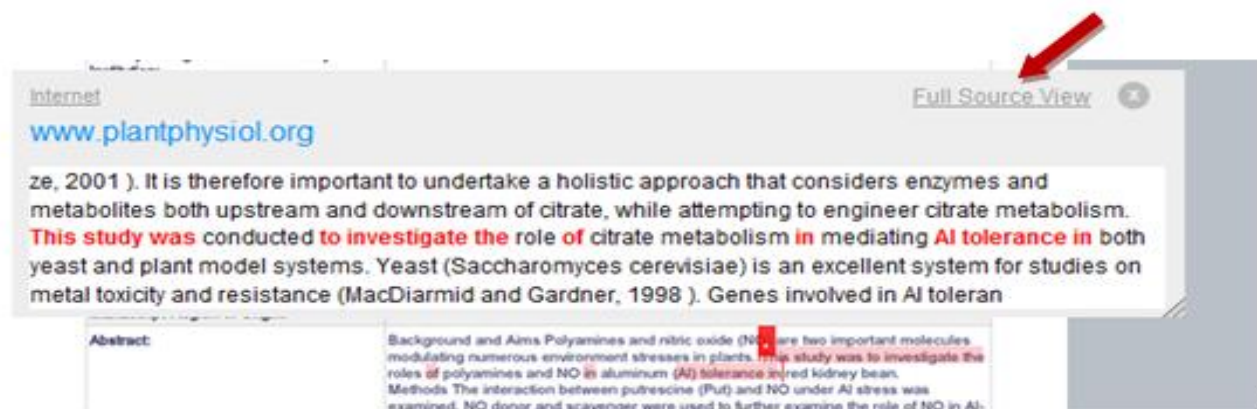 Internet
Full Source View
x
www.plantphysiol.org
ze, 2001 ). It is therefore important to undertake a holistic approach that considers enzymes and
metabolites both upstream and downstream of citrate, while attempting to engineer citrate metabolism.
This study was conducted to investigate the role of citrate metabolism in mediating Al tolerance in both
yeast and plant model systems. Yeast (Saccharomyces cerevisiae) is an excellent system for studies on
metal toxicity and resistance (MacDiarmid and Gardner, 1998 ). Genes involved in Al toleran
Abstract:
Background and Aims Polyamines and nitric oxide (NO are two important molecules
modulating numerous environment stresses in plants. This study was to investigate the
roles of polyamines and NO in aluminum (Al) tolerance in red kidney bean.
Methods The interaction between putrescine (Put) and NO under Al stress was
examined. NO donor and scavenger were used to further examine the role of NO in Al-